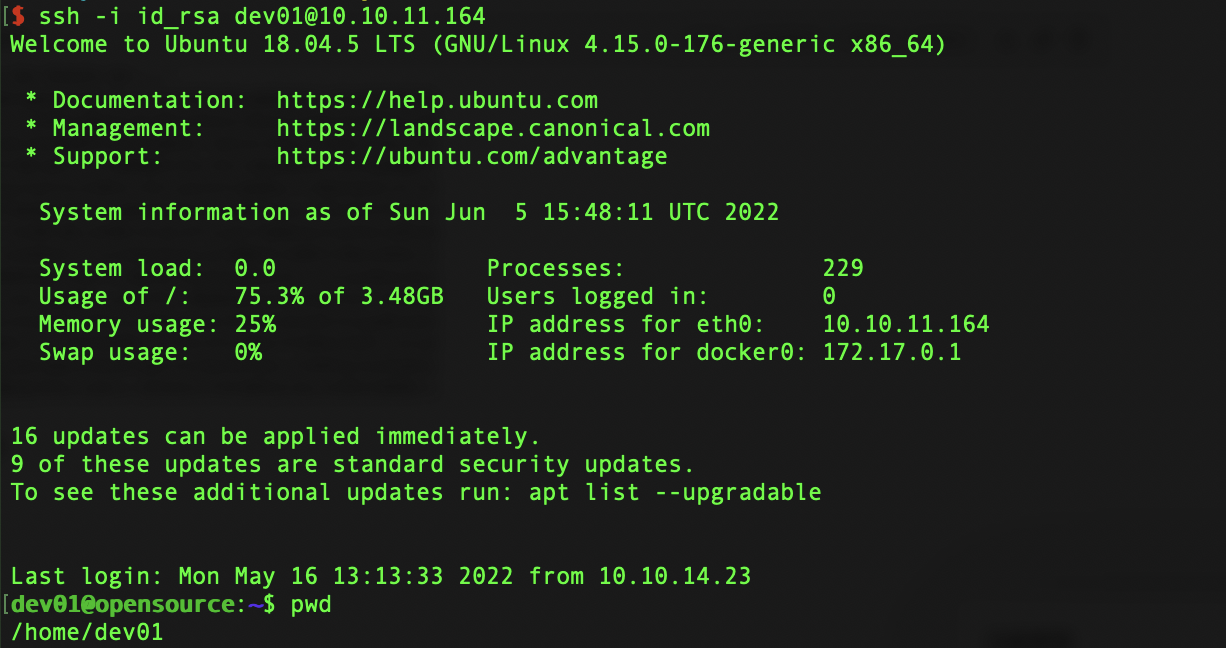 [$ ssh -i id_rsa dev01@10.10.11.164
Welcome to Ubuntu 18.04.5 LTS (GNU/Linux 4.15.0-176-generic x86_64)
* Documentation:  https://help.ubuntu.com
* Management:     https://landscape.canonical.com
* Support:        https://ubuntu.com/advantage
System information as of Sun Jun  5 15:48:11 UTC 2022
System load:  0.0               Processes:              229
Usage of /:   75.3% of 3.48GB   Users logged in:        0
Memory usage: 25%               IP address for eth0:    10.10.11.164
Swap usage:   0%                IP address for docker0: 172.17.0.1
16 updates can be applied immediately.
9 of these updates are standard security updates.
To see these additional updates run: apt list --upgradable
Last login: Mon May 16 13:13:33 2022 from 10.10.14.23
[dev01@opensource:~$ pwd
/home/dev01